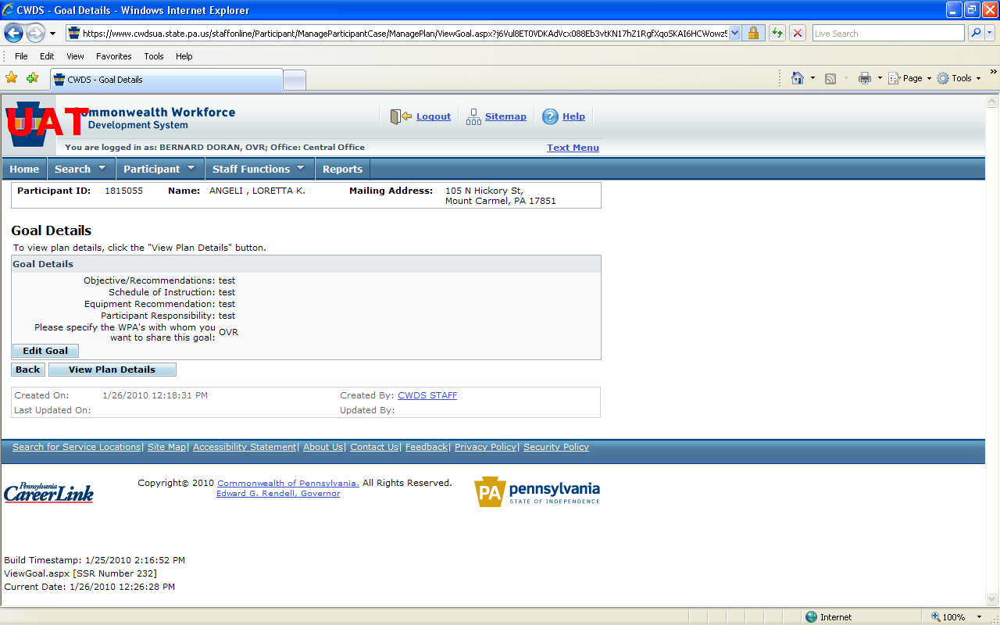 CWDS - Goal Details - Windows Internet Explorer
https://www.cwdsua.state.pa.us/staffonline/Participant/ManageParticipantCase/ManagePlan/ViewGoal.aspx?
Live Search
File Edit View Favorites Tools Help
CWDS - Goal Details
Page Tools
UAT
Commonwealth Workforce
Development System
Logout Sitemap Help
You are logged in as: BERNARD DORAN, OVR; Office: Central Office
Text Menu
Home Search Participant Staff Functions Reports
Participant ID: 1815055 Name: ANGELI , LORETTA K. Mailing Address: 105 N Hickory St,
Mount Carmel, PA 17851
Goal Details
To view plan details, click the "View Plan Details" button.
Goal Details
Objective/Recommendations: test
Schedule of Instruction: test
Equipment Recommendation: test
Participant Responsibility: test
Please specify the WPA's with whom you
want to share this goal: OVR
Edit Goal
Back View Plan Details
Created On: 1/26/2010 12:18:31 PM Created By: CWDS STAFF
Last Updated On: Updated By:
Search for Service Locations| Site Map| Accessibility Statement| About Us| Contact Us| Feedback| Privacy Policy| Security Policy
Pennsylvania
CareerLink
Copyright© 2010 Commonwealth of Pennsylvania. All Rights Reserved.
Edward G. Rendell, Governor
PA pennsylvania
STATE OF INDEPENDENCE
Build Timestamp: 1/25/2010 2:16:52 PM
ViewGoal.aspx [SSR Number 232]
Current Date: 1/26/2010 12:26:28 PM
Internet 100%